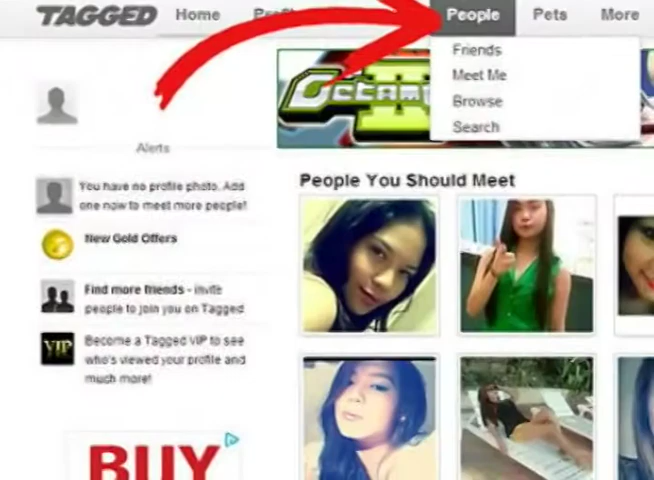 TAGGED
Home
People
Pets
More
Friends
Meet Me
Browse
Search
Alerts
You have no profile photo. Add
one now to meet more people!
New Gold Offers
Find more friends - invite
people to join you on Tagged
Become a Tagged VIP to see
who's viewed your profile and
much more!
VIP
People You Should Meet
BUY